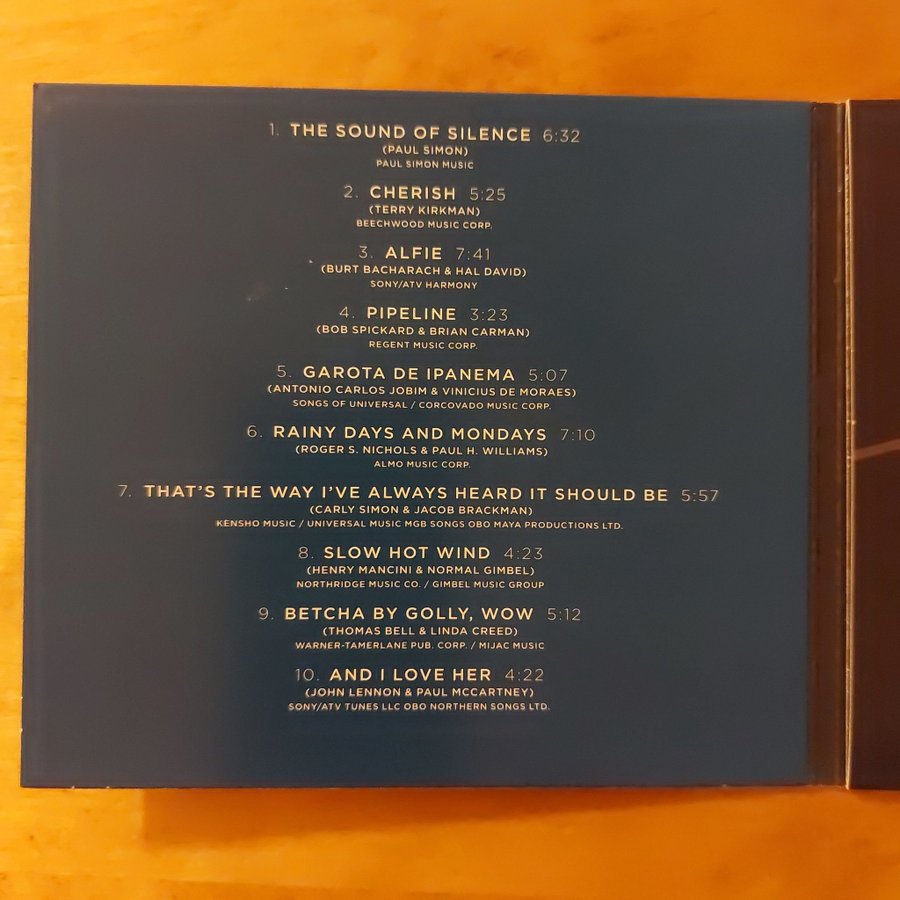 1. THE SOUND OF SILENCE 6:32
(PAUL SIMON)
PAUL SIMON MUSIC
2. CHERISH 5:25
(TERRY KIRKMAN)
BEECHWOOD MUSIC CORP.
3. ALFIE 7:41
(BURT BACHARACH & HAL DAVID)
SONY/ATV HARMONY
4. PIPELINE 3:23
(BOB SPICKARD & BRIAN CARMAN)
REGENT MUSIC CORP.
5. GAROTA DE IPANEMA 5:07
(ANTONIO CARLOS JOBIM & VINICIUS DE MORAES)
SONGS OF UNIVERSAL / CORCOVADO MUSIC CORP.
6. RAINY DAYS AND MONDAYS 7:10
(ROGER S. NICHOLS & PAUL H. WILLIAMS)
ALMO MUSIC CORP.
7. THAT'S THE WAY I'VE ALWAYS HEARD IT SHOULD BE 5:57
(CARLY SIMON & JACOB BRACKMAN)
KENSHO MUSIC / UNIVERSAL MUSIC MGB SONGS OBO MAYA PRODUCTIONS LTD.
8. SLOW HOT WIND 4:23
(HENRY MANCINI & NORMAL GIMBEL)
NORTHRIDGE MUSIC CO. / GIMBEL MUSIC GROUP
9. BETCHA BY GOLLY, WOW 5:12
(THOMAS BELL & LINDA CREED)
WARNER-TAMERLANE PUB. CORP. / MIJAC MUSIC
10. AND I LOVE HER 4:22
(JOHN LENNON & PAUL MCCARTNEY)
SONY/ATV TUNES LLC OBO NORTHERN SONGS LTD.